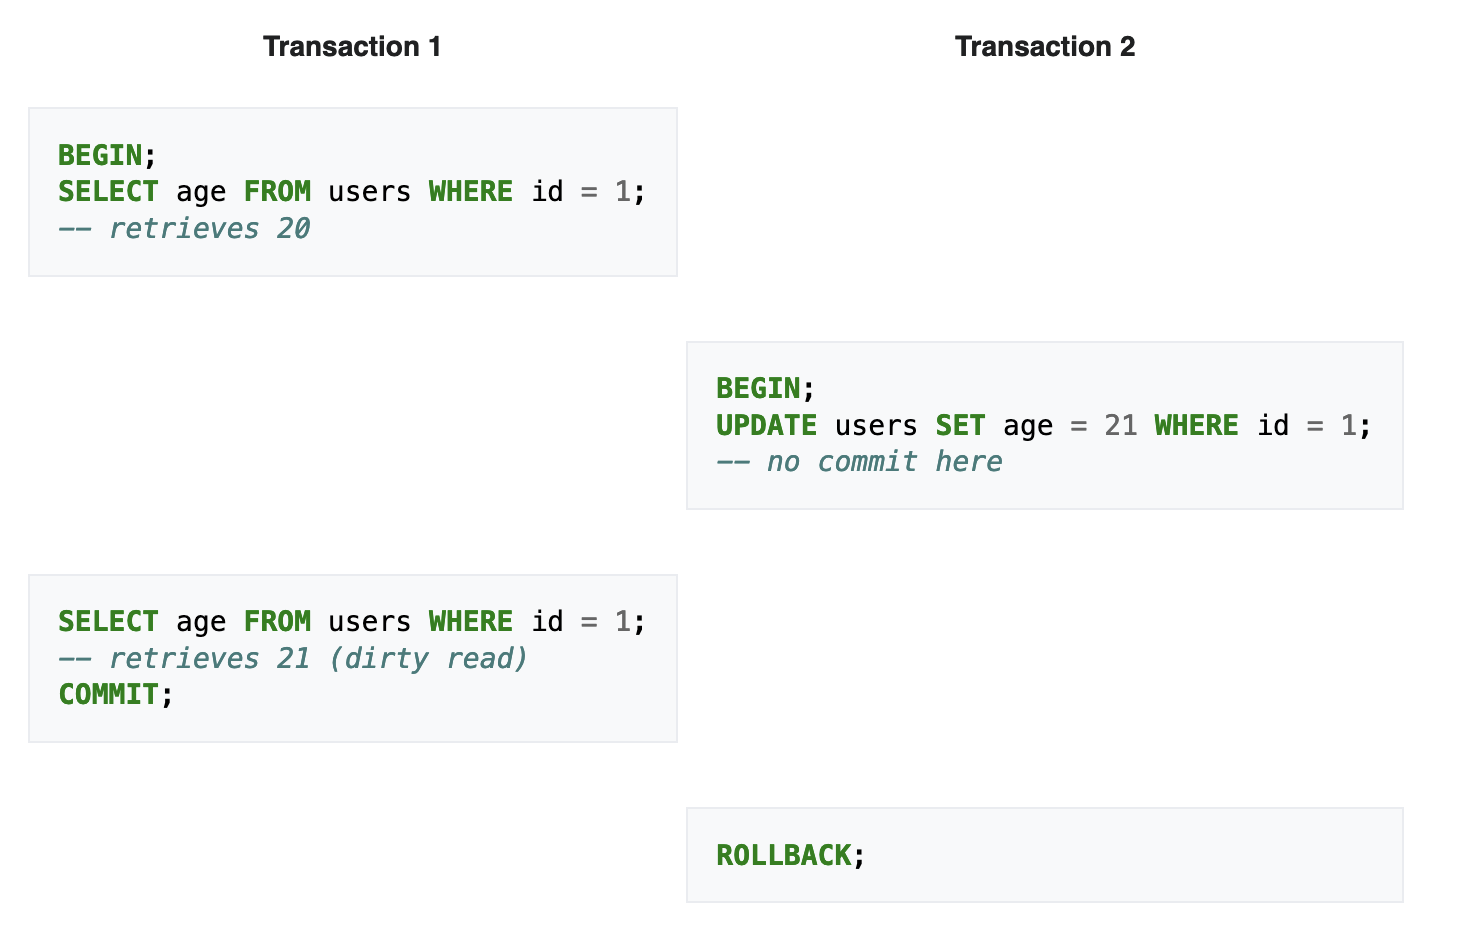 Transaction 1
Transaction 2
BEGIN;
SELECT age FROM users WHERE id = 1;
-- retrieves 20
BEGIN;
UPDATE users SET age = 21 WHERE id = 1;
-- no commit here
SELECT age FROM users WHERE id = 1;
-- retrieves 21 (dirty read)
COMMIT;
ROLLBACK;